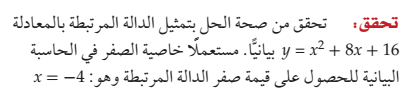 تحقق: تحقق من صحة الحل بتمثيل الدالة المرتبطة بالمعادلة
y = x² + 8x + 16 بيانيًّا. مستعملًا خاصية الصفر في الحاسبة
البيانية للحصول على قيمة صفر الدالة المرتبطة وهو: x = −4